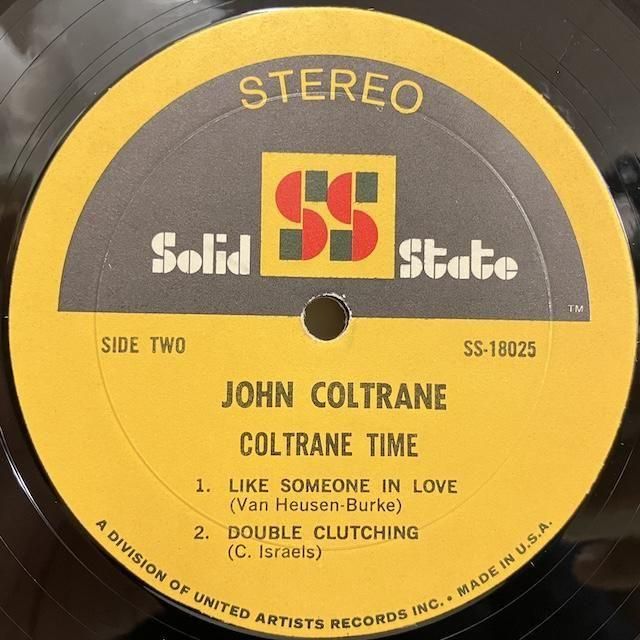 STEREO
Solid SS State
TM
SIDE TWO SS-18025
JOHN COLTRANE
COLTRANE TIME
1. LIKE SOMEONE IN LOVE
(Van Heusen-Burke)
2. DOUBLE CLUTCHING
(C. Israels)
A DIVISION OF UNITED ARTISTS RECORDS INC. • MADE IN U.S.A.